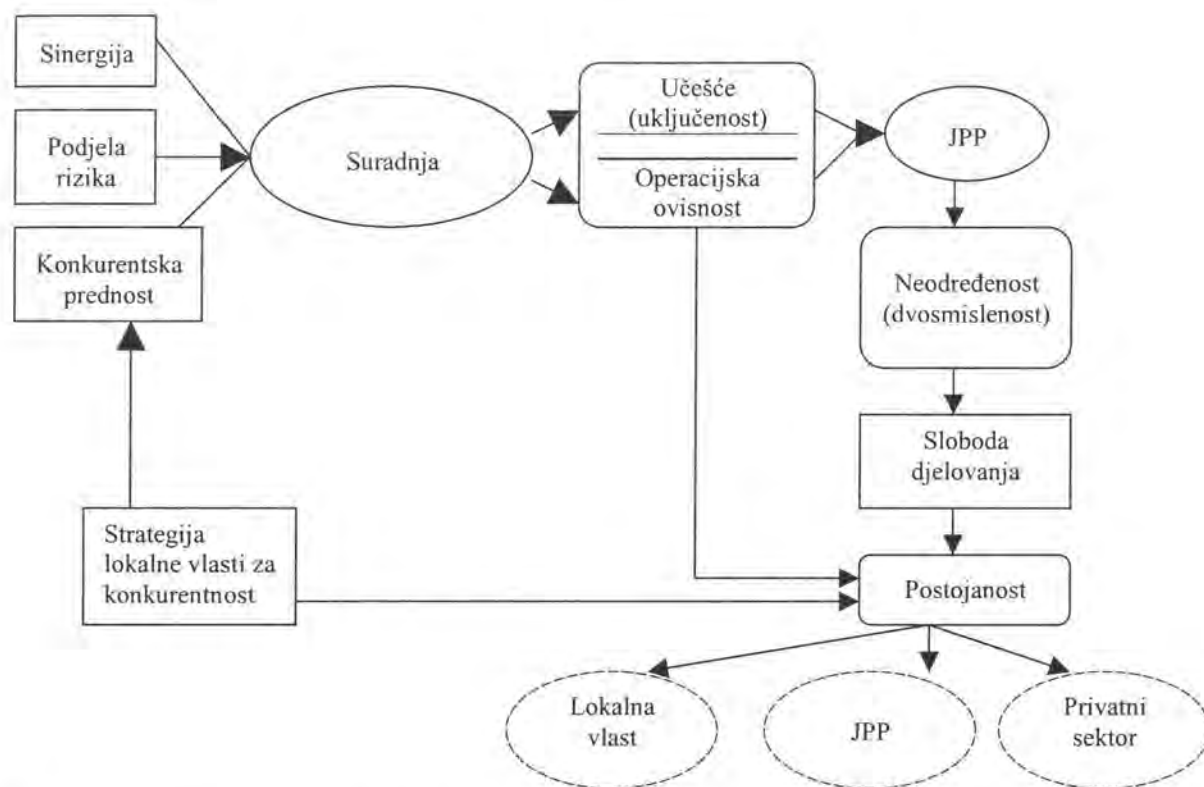 Sinergija
Podjela
rizika
Konkurentska
prednost
Suradnja
Učešće
(uključenost)
Operacijska
ovisnost
JPP
Neodređenost
(dvosmislenost)
Sloboda
djelovanja
Strategija
lokalne vlasti za
konkurentnost
Postojanost
Lokalna
vlast
JPP
Privatni
sektor